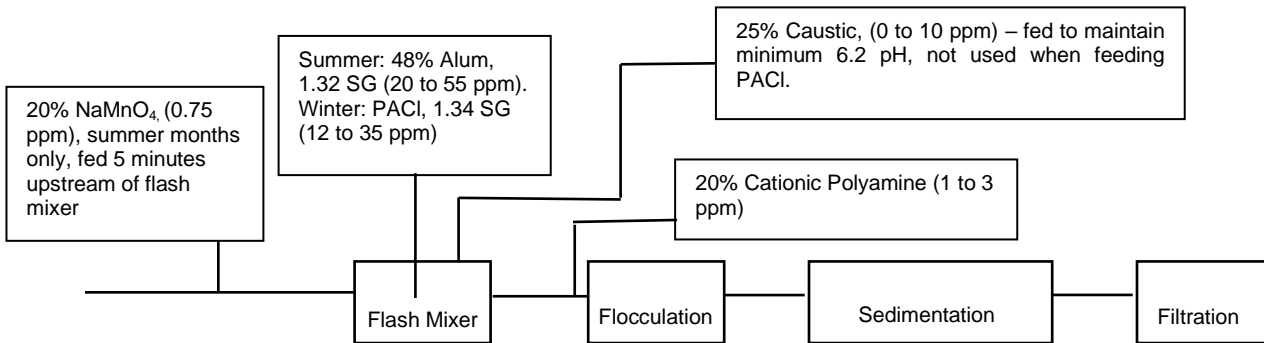 20% NaMnO₄, (0.75
ppm), summer months
only, fed 5 minutes
upstream of flash
mixer
Summer: 48% Alum,
1.32 SG (20 to 55 ppm).
Winter: PACl, 1.34 SG
(12 to 35 ppm)
25% Caustic, (0 to 10 ppm) – fed to maintain
minimum 6.2 pH, not used when feeding
PACl.
20% Cationic Polyamine (1 to 3
ppm)
Flash Mixer
Flocculation
Sedimentation
Filtration